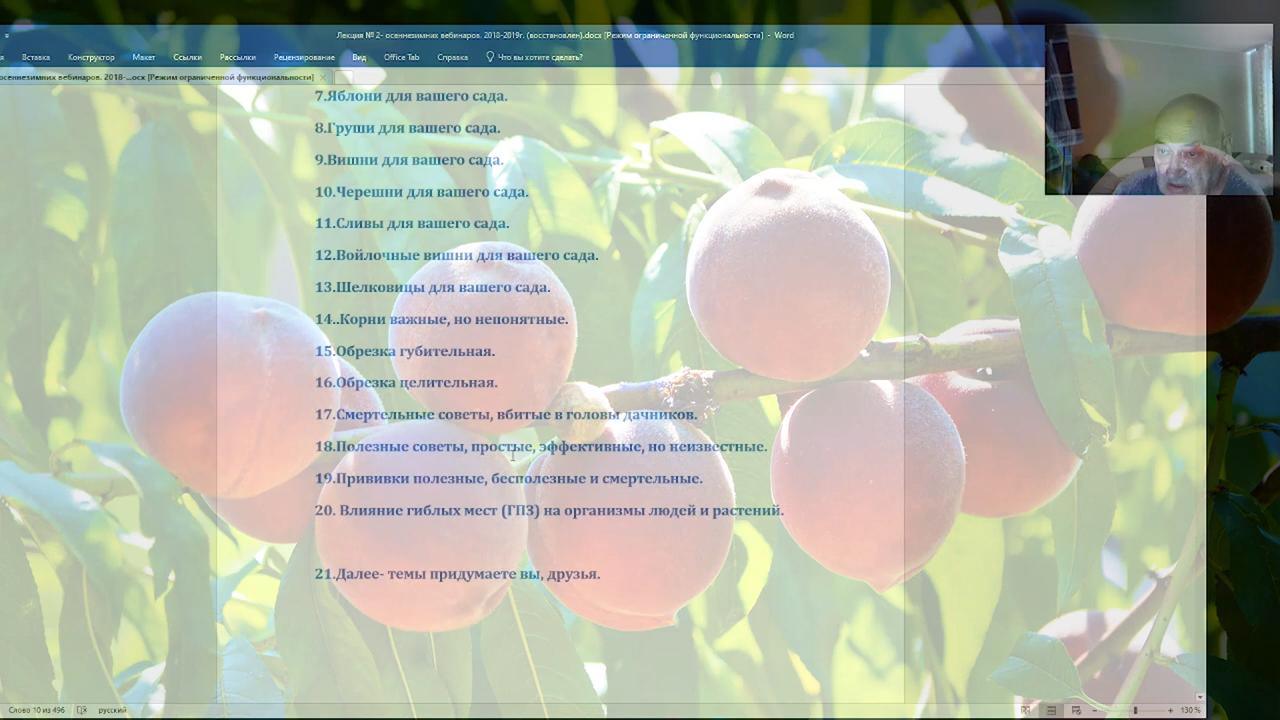 Лекция № 2- осеннезимних вебинаров. 2018-2019г. (восстановлен).docx [Режим ограниченной функциональности] - Word
Вставка Конструктор Макет Ссылки Рассылки Рецензирование Вид Office Tab Справка Что вы хотите сделать?
осеннезимних вебинаров. 2018-...ocx [Режим ограниченной функциональности]
7.Яблони для вашего сада.
8.Груши для вашего сада.
9.Вишни для вашего сада.
10.Черешни для вашего сада.
11.Сливы для вашего сада.
12.Войлочные вишни для вашего сада.
13.Шелковицы для вашего сада.
14..Корни важные, но непонятные.
15.Обрезка губительная.
16.Обрезка целительная.
17.Смертельные советы, вбитые в головы дачников.
18.Полезные советы, простые, эффективные, но неизвестные.
19.Прививки полезные, бесполезные и смертельные.
20. Влияние гиблых мест (ГПЗ) на организмы людей и растений.
21.Далее- темы придумаете вы, друзья.
Слово 10 из 496 русский 130 %